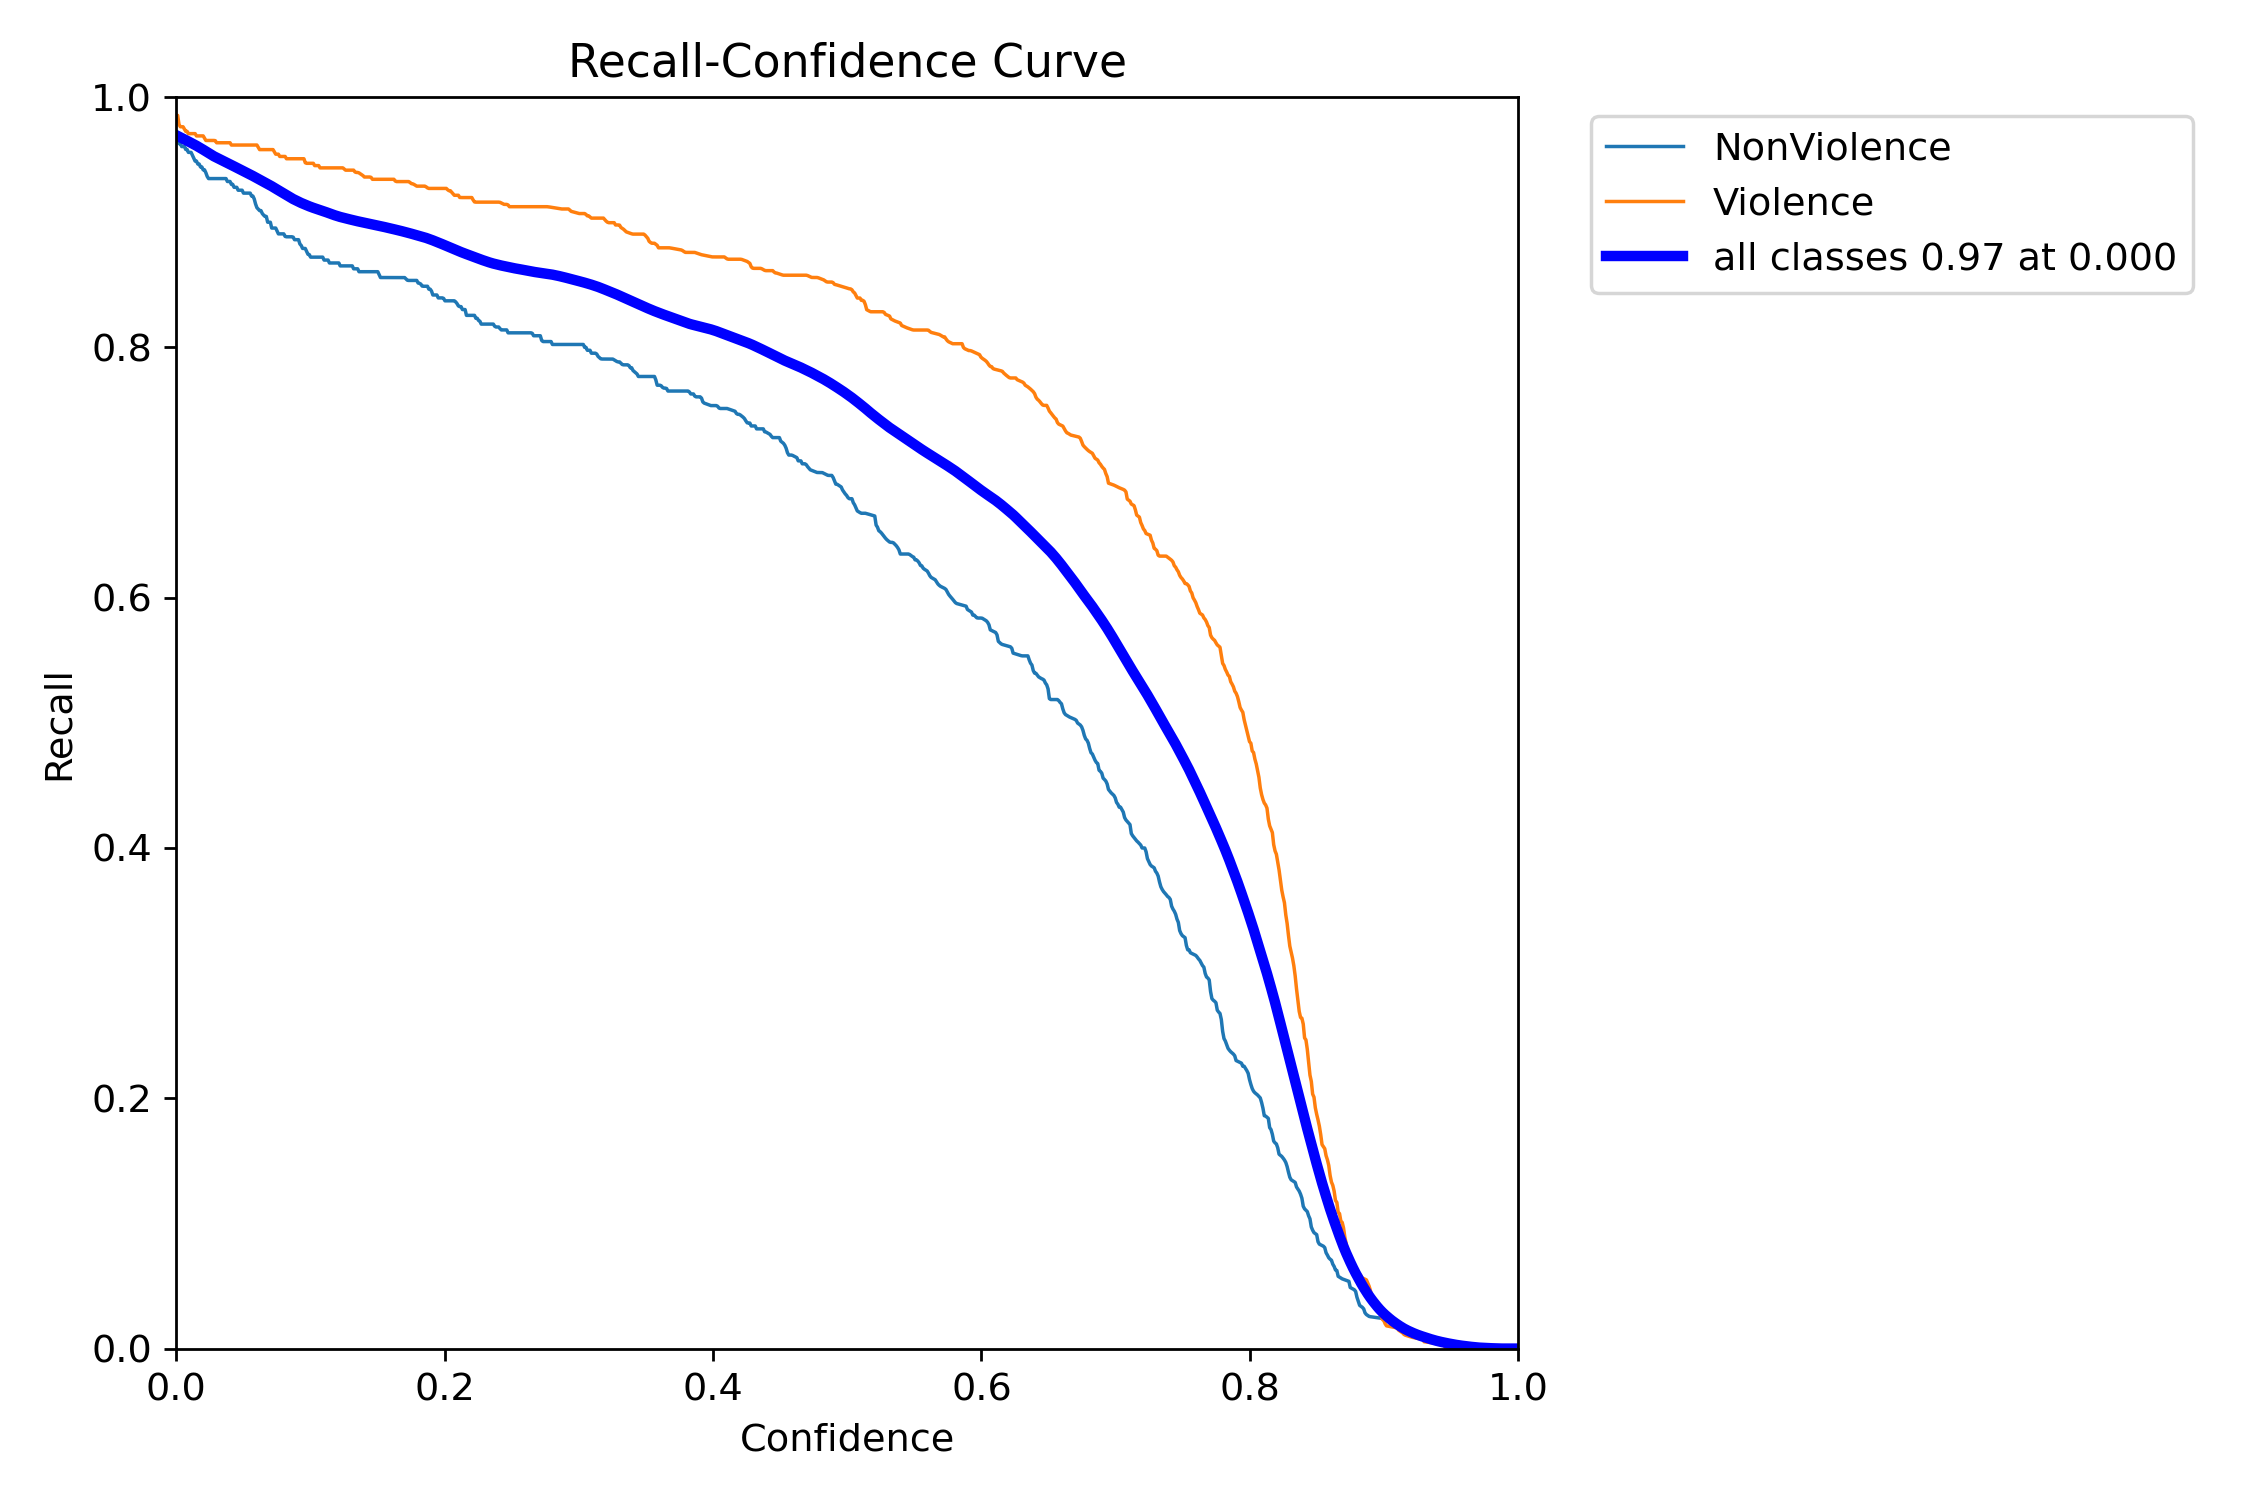 Recall-Confidence Curve
1.0
0.8
0.6
0.4
0.2
0.0
Recall
0.0 0.2 0.4 0.6 0.8 1.0
Confidence
NonViolence
Violence
all classes 0.97 at 0.000